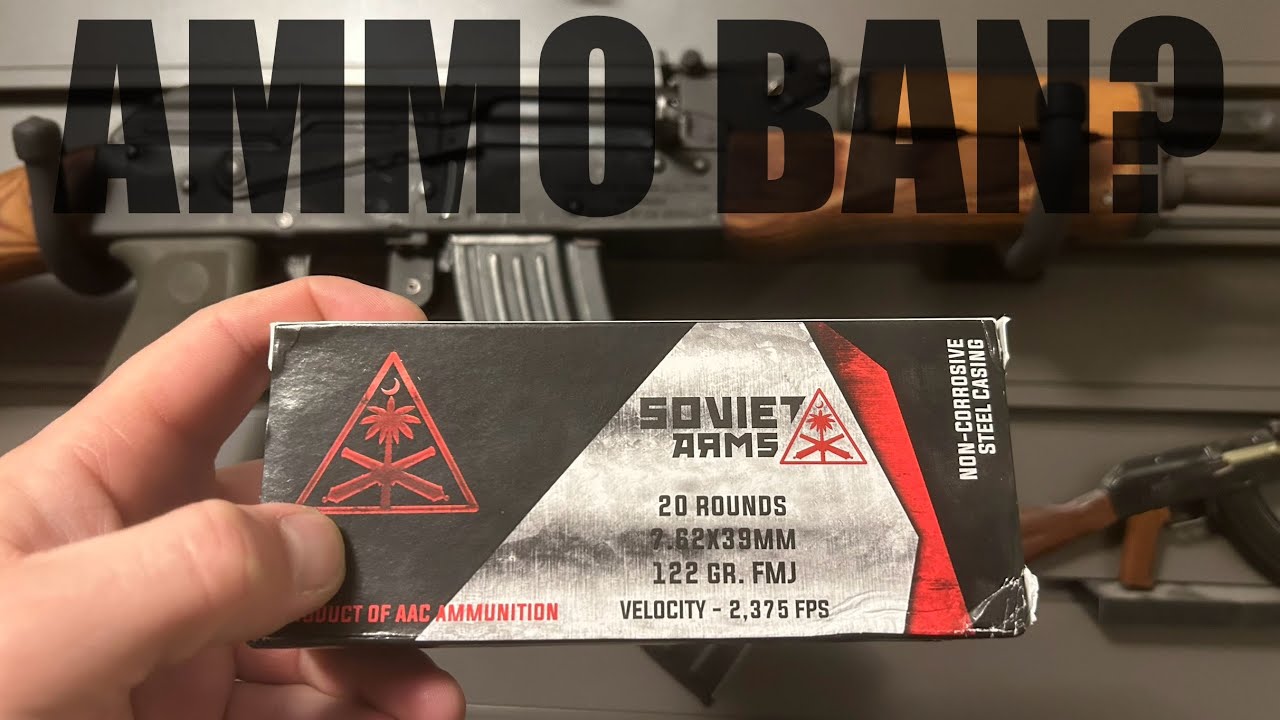 AMMO BAN?
SOVIET
ARMS
20 ROUNDS
7.62X39MM
122 GR. FMJ
VELOCITY - 2,375 FPS
OF AAC AMMUNITION
NON-CORROSIVE
STEEL CASING